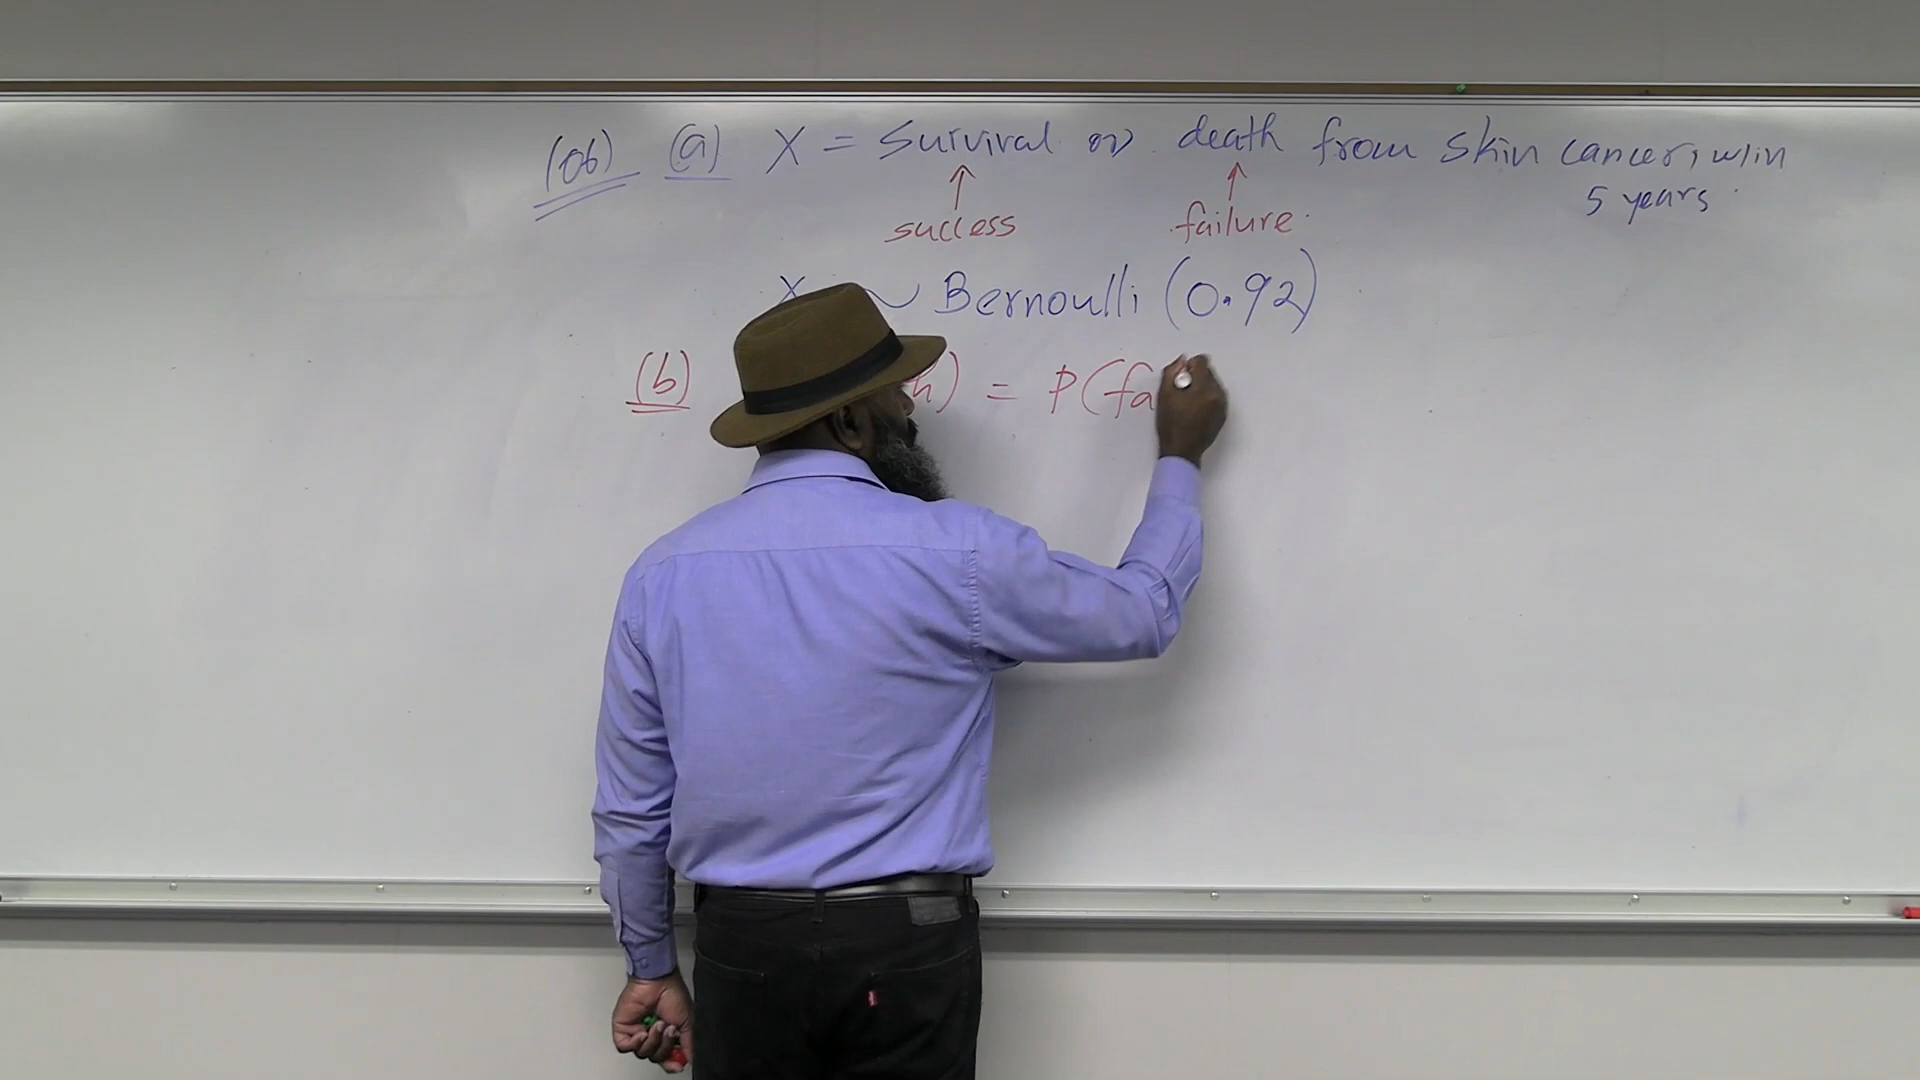 (06) (a) X = Survival or death from skin cancer, w/in
5 years.
success failure.
X ~ Bernoulli (0.92)
(b) h) = P(fa